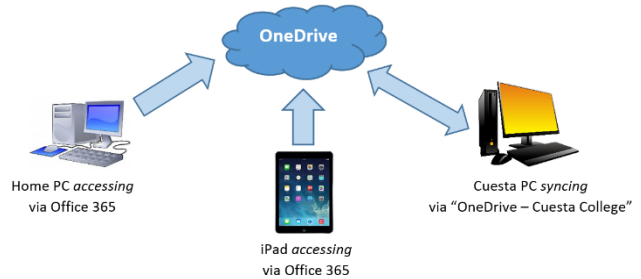 OneDrive
Home PC accessing
via Office 365
iPad accessing
via Office 365
Cuesta PC syncing
via “OneDrive – Cuesta College”